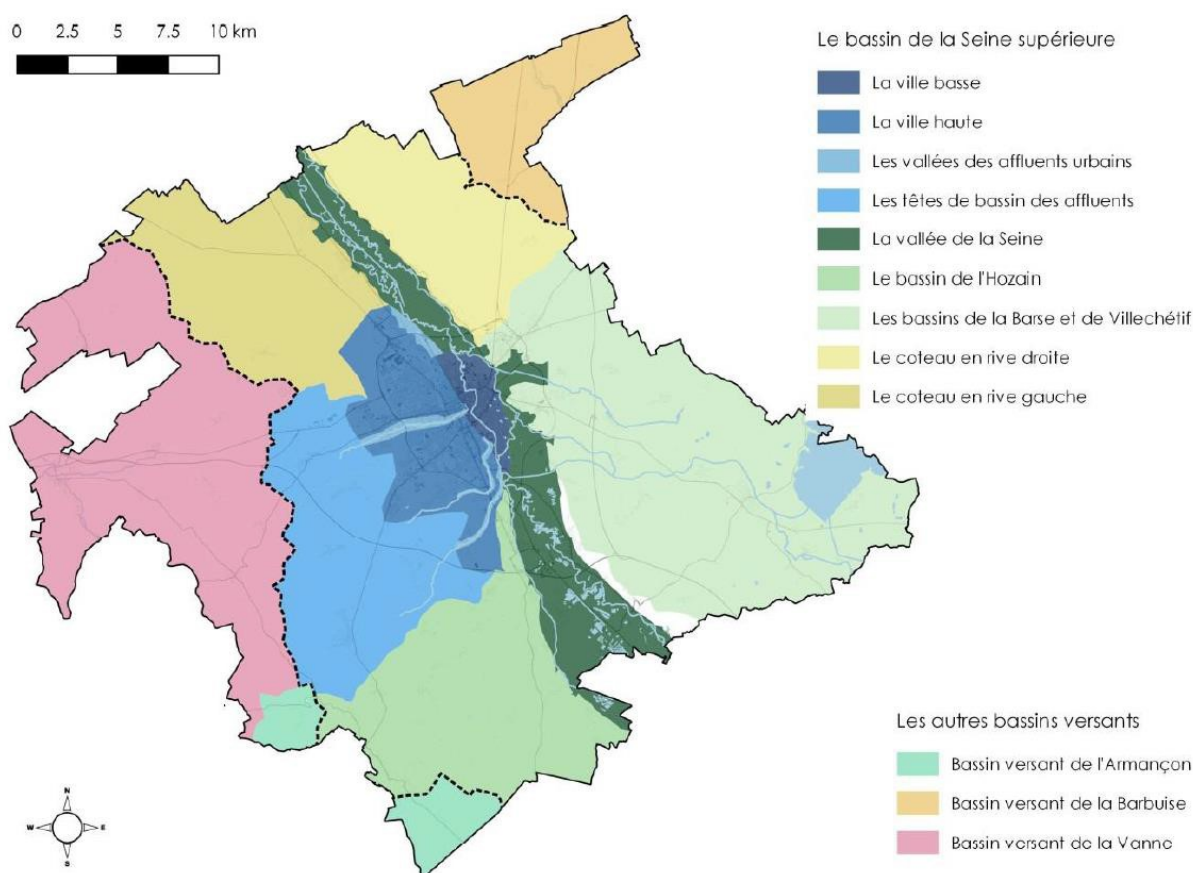 0 2.5 5 7.5 10 km
Le bassin de la Seine supérieure
La ville basse
La ville haute
Les vallées des affluents urbains
Les têtes de bassin des affluents
La vallée de la Seine
Le bassin de l'Hozain
Les bassins de la Barse et de Villechétif
Le coteau en rive droite
Le coteau en rive gauche
Les autres bassins versants
Bassin versant de l'Armançon
Bassin versant de la Barbuise
Bassin versant de la Vanne
N
W E
S